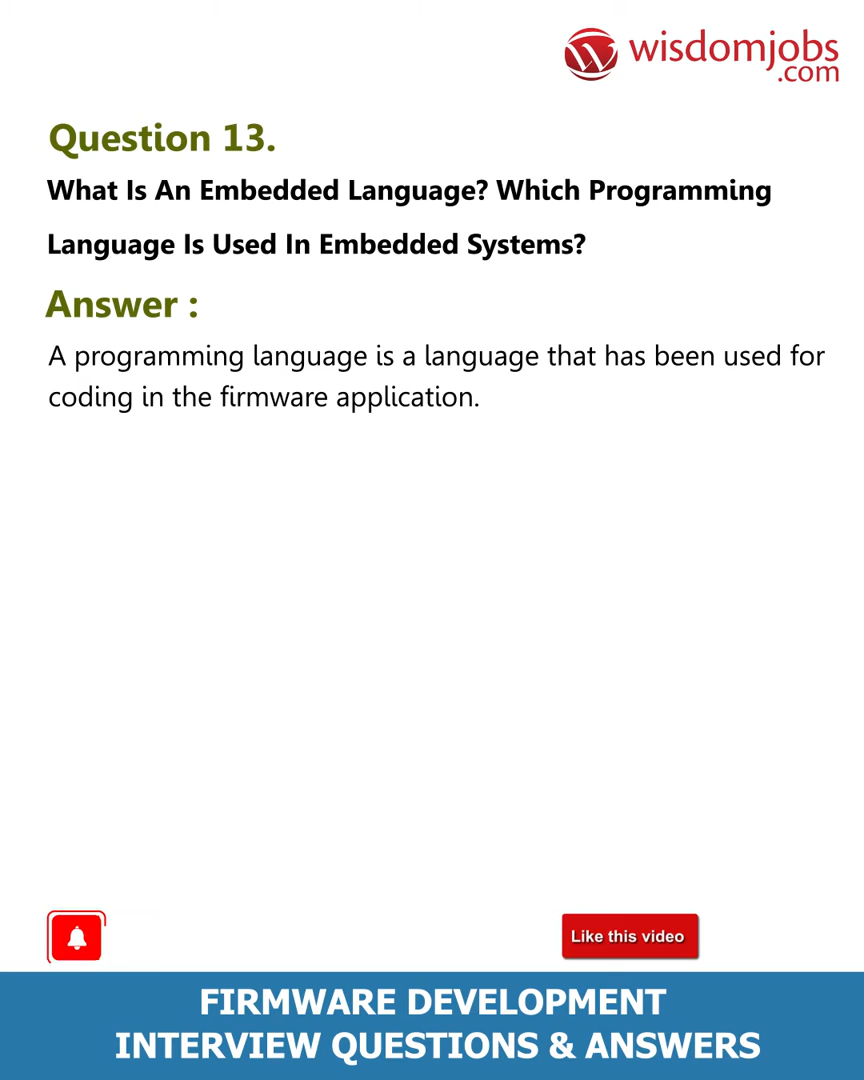 wisdomjobs
.com
Question 13.
What Is An Embedded Language? Which Programming
Language Is Used In Embedded Systems?
Answer :
A programming language is a language that has been used for
coding in the firmware application.
Like this video
FIRMWARE DEVELOPMENT
INTERVIEW QUESTIONS & ANSWERS